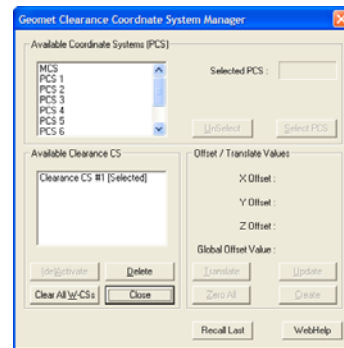 Geomet Clearance Coordnate System Manager
Available Coordinate Systems (PCS)
MCS
PCS 1
PCS 2
PCS 3
PCS 4
PCS 5
PCS 6
Selected PCS :
UnSelect
Select PCS
Available Clearance CS
Clearance CS #1 [Selected]
(de)Activate
Delete
Clear All W-CSs
Close
Offset / Translate Values
X Offset :
Y Offset :
Z Offset :
Global Offset Value :
Translate
Update
Zero All
Create
Recall Last
WebHelp